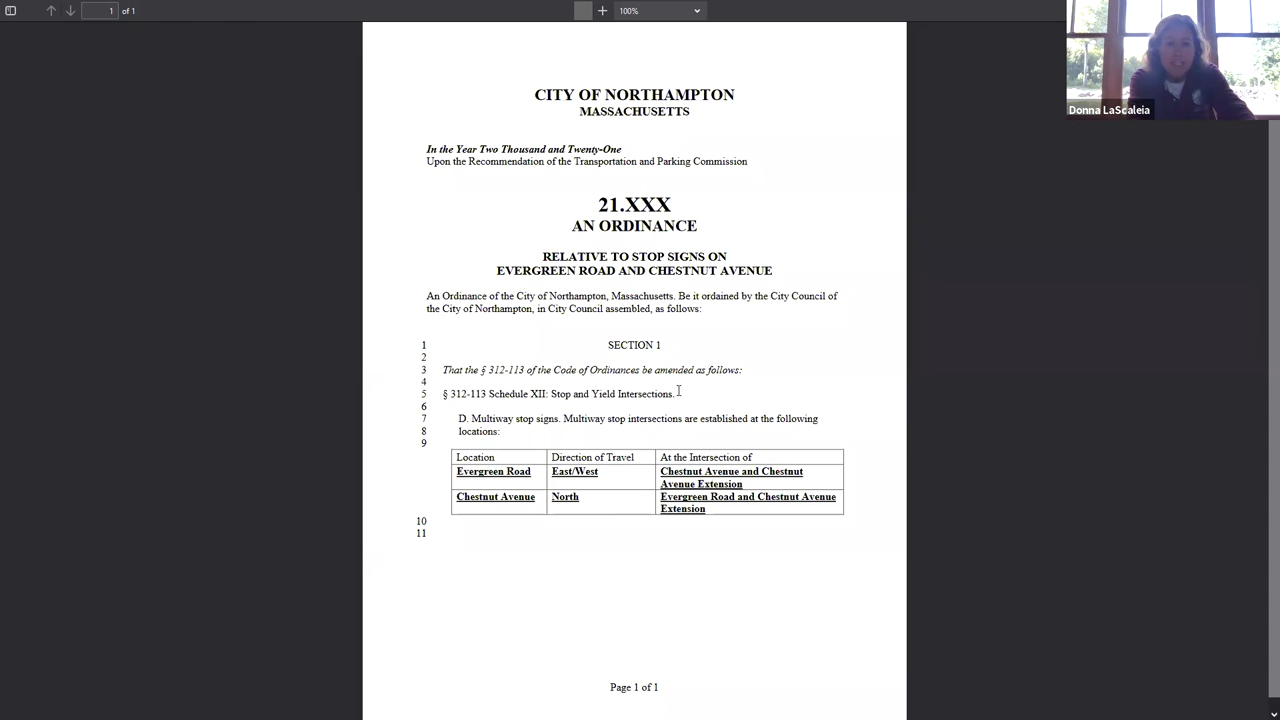 1 of 1
100%
Donna LaScaleia
CITY OF NORTHAMPTON
MASSACHUSETTS
In the Year Two Thousand and Twenty-One
Upon the Recommendation of the Transportation and Parking Commission
21.XXX
AN ORDINANCE
RELATIVE TO STOP SIGNS ON
EVERGREEN ROAD AND CHESTNUT AVENUE
An Ordinance of the City of Northampton, Massachusetts. Be it ordained by the City Council of
the City of Northampton, in City Council assembled, as follows:
1 SECTION 1
2
3 That the § 312-113 of the Code of Ordinances be amended as follows:
4
5 § 312-113 Schedule XII: Stop and Yield Intersections.
6
7 D. Multiway stop signs. Multiway stop intersections are established at the following
8 locations:
9
Location Direction of Travel At the Intersection of
Evergreen Road East/West Chestnut Avenue and Chestnut
Avenue Extension
Chestnut Avenue North Evergreen Road and Chestnut Avenue
Extension
10
11
Page 1 of 1